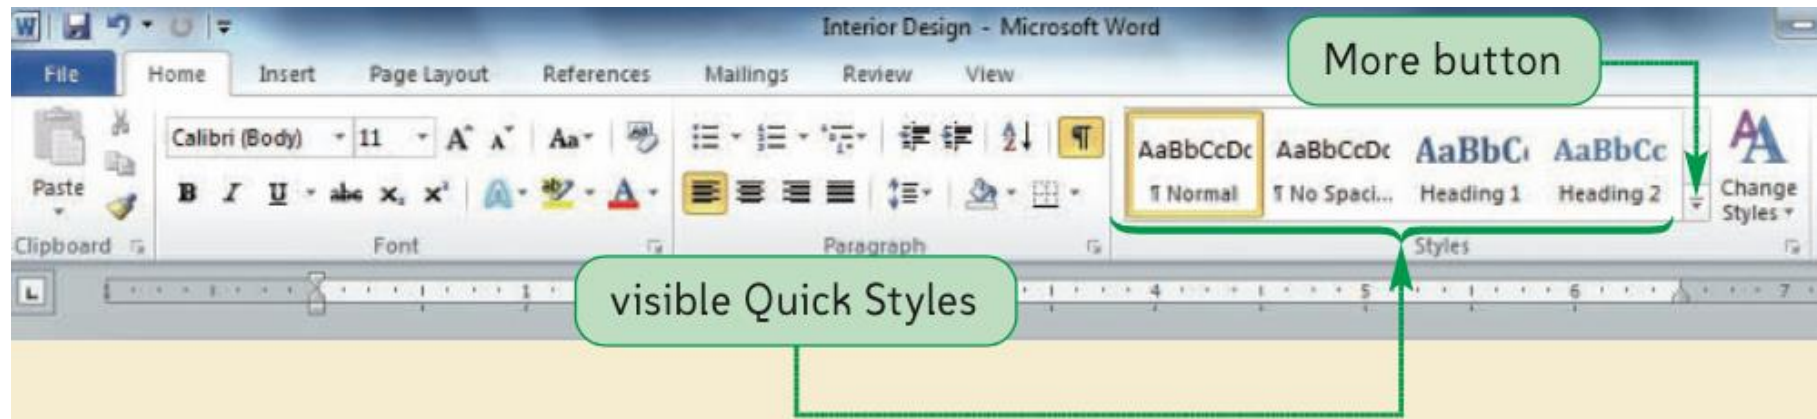 W
Interior Design - Microsoft Word
More button
File Home Insert Page Layout References Mailings Review View
Calibri (Body) 11 A A Aa
AaBbCcDc AaBbCcDc AaBbC AaBbCc
Paste
B I U abc x₂ x² A ab A
¶ Normal ¶ No Spaci... Heading 1 Heading 2
Change
Styles
Clipboard Font Paragraph Styles
visible Quick Styles
L
1 4 5 6 7